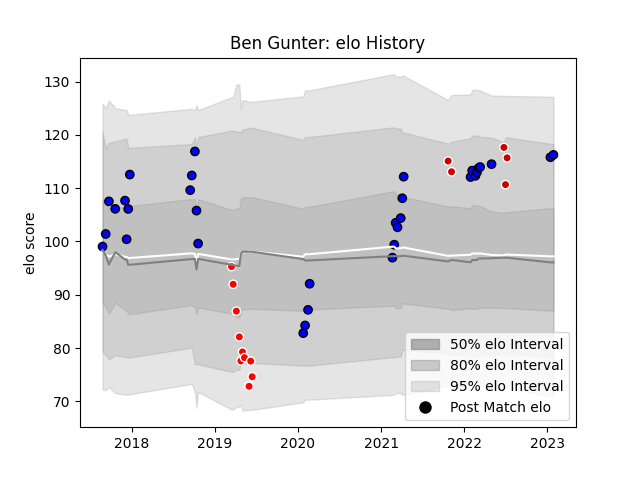 Ben Gunter: elo History
elo score
130
120
110
100
90
80
70
2018
2019
2020
2021
2022
2023
50% elo Interval
80% elo Interval
95% elo Interval
Post Match elo